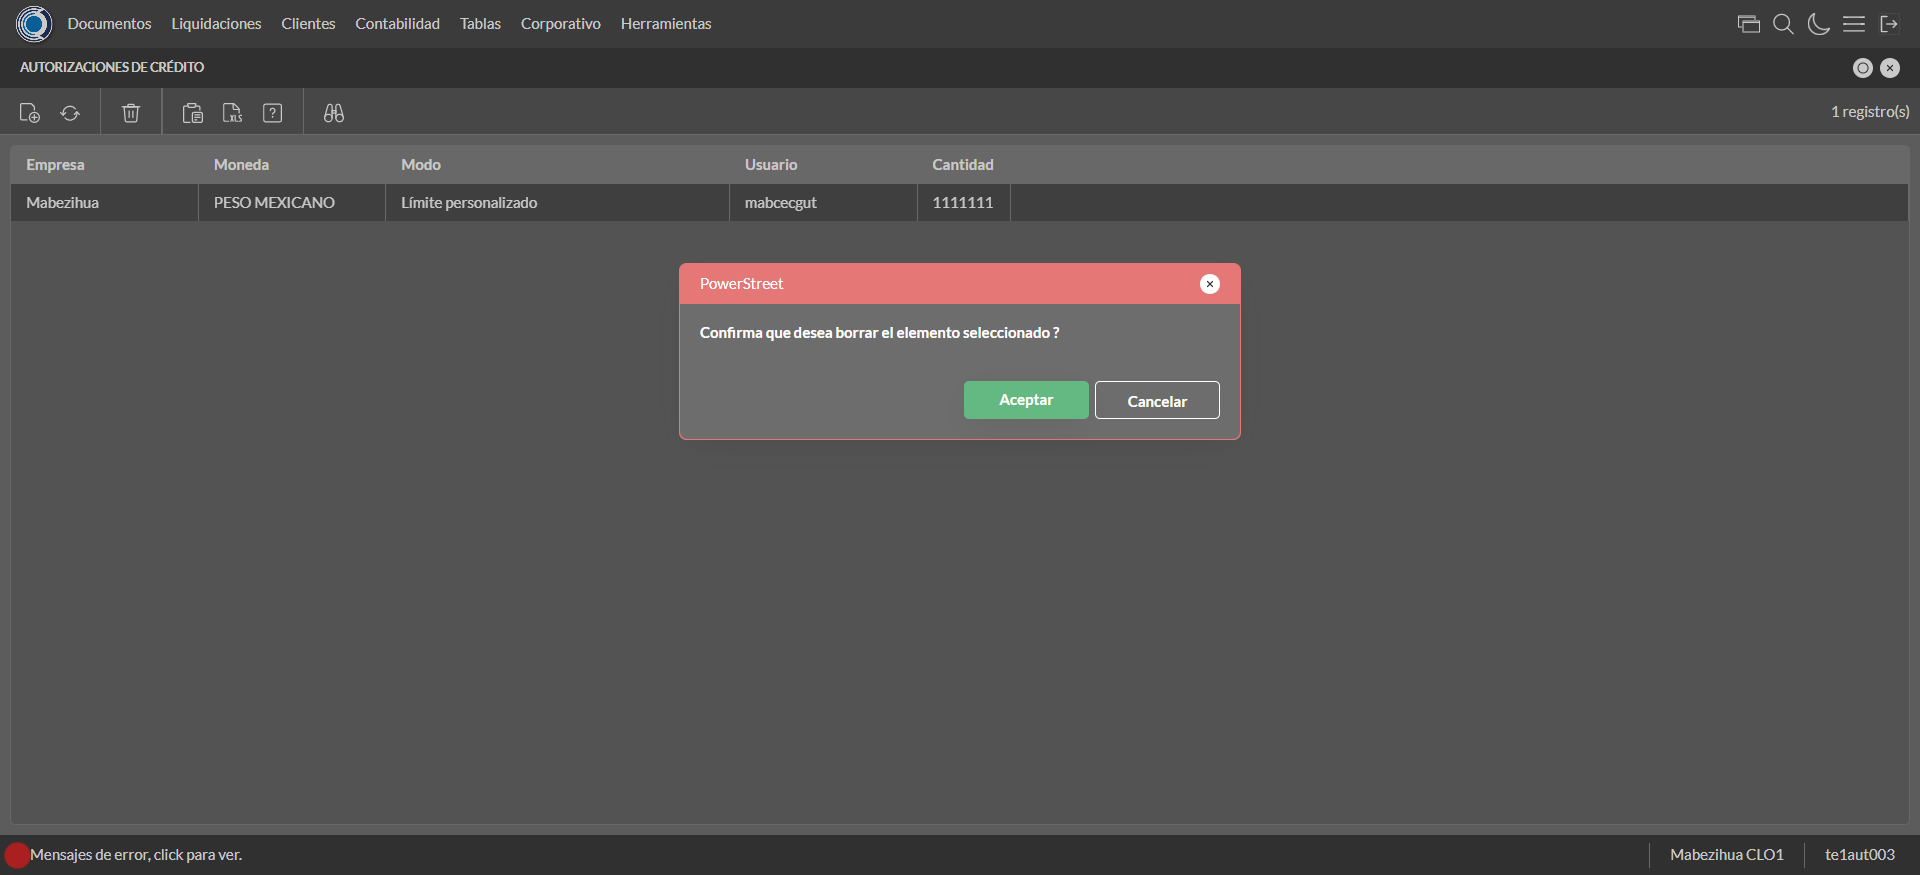 Documentos Liquidaciones Clientes Contabilidad Tablas Corporativo Herramientas
AUTORIZACIONES DE CRÉDITO
XLS ? 1 registro(s)
Empresa Moneda Modo Usuario Cantidad
Mabezihua PESO MEXICANO Límite personalizado mabcecgut 1111111
PowerStreet
Confirma que desea borrar el elemento seleccionado ?
Aceptar Cancelar
Mensajes de error, click para ver. Mabezihua CLO1 te1aut003